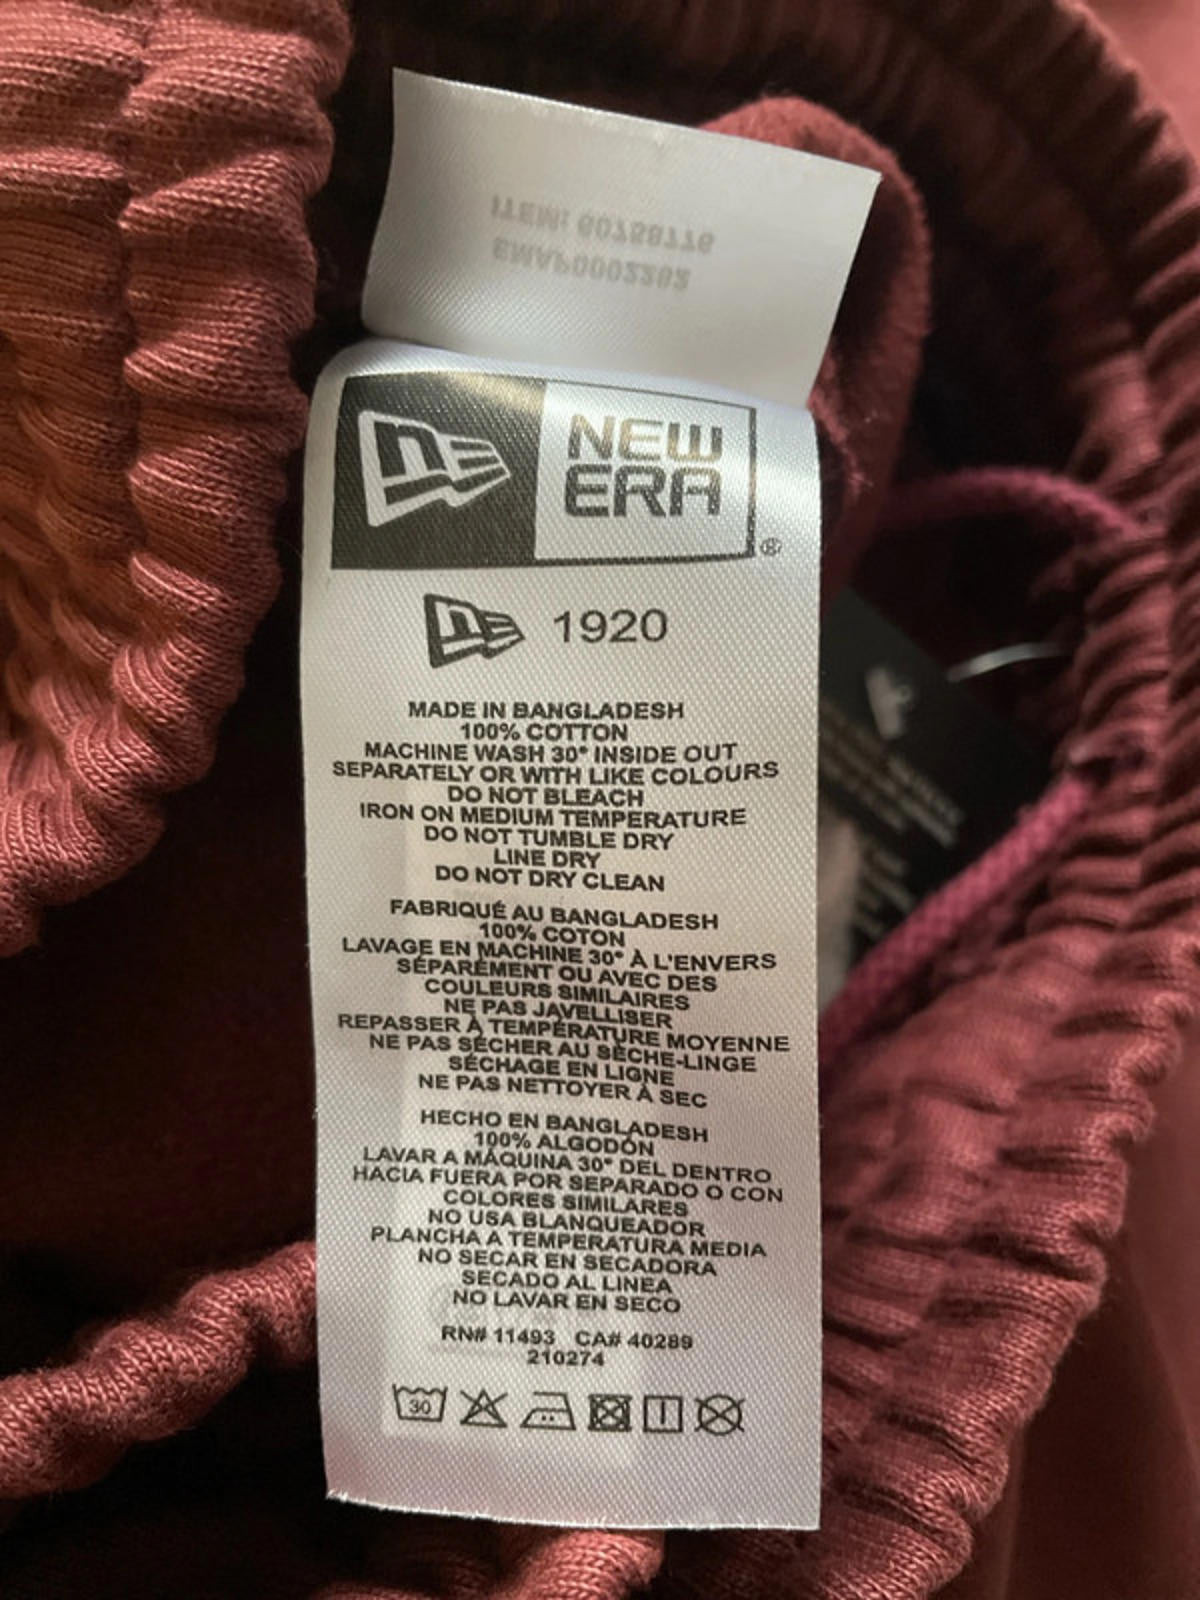 ITEM: 60758776
EMAP0002262
NEW
ERA
®
1920
MADE IN BANGLADESH
100% COTTON
MACHINE WASH 30° INSIDE OUT
SEPARATELY OR WITH LIKE COLOURS
DO NOT BLEACH
IRON ON MEDIUM TEMPERATURE
DO NOT TUMBLE DRY
LINE DRY
DO NOT DRY CLEAN
FABRIQUÉ AU BANGLADESH
100% COTON
LAVAGE EN MACHINE 30° À L'ENVERS
SÉPARÉMENT OU AVEC DES
COULEURS SIMILAIRES
NE PAS JAVELLISER
REPASSER À TEMPÉRATURE MOYENNE
NE PAS SÉCHER AU SÈCHE-LINGE
SÉCHAGE EN LIGNE
NE PAS NETTOYER À SEC
HECHO EN BANGLADESH
100% ALGODÓN
LAVAR A MÁQUINA 30° DEL DENTRO
HACIA FUERA POR SEPARADO O CON
COLORES SIMILARES
NO USA BLANQUEADOR
PLANCHA A TEMPERATURA MEDIA
NO SECAR EN SECADORA
SECADO AL LINEA
NO LAVAR EN SECO
RN# 11493 CA# 40289
210274
30